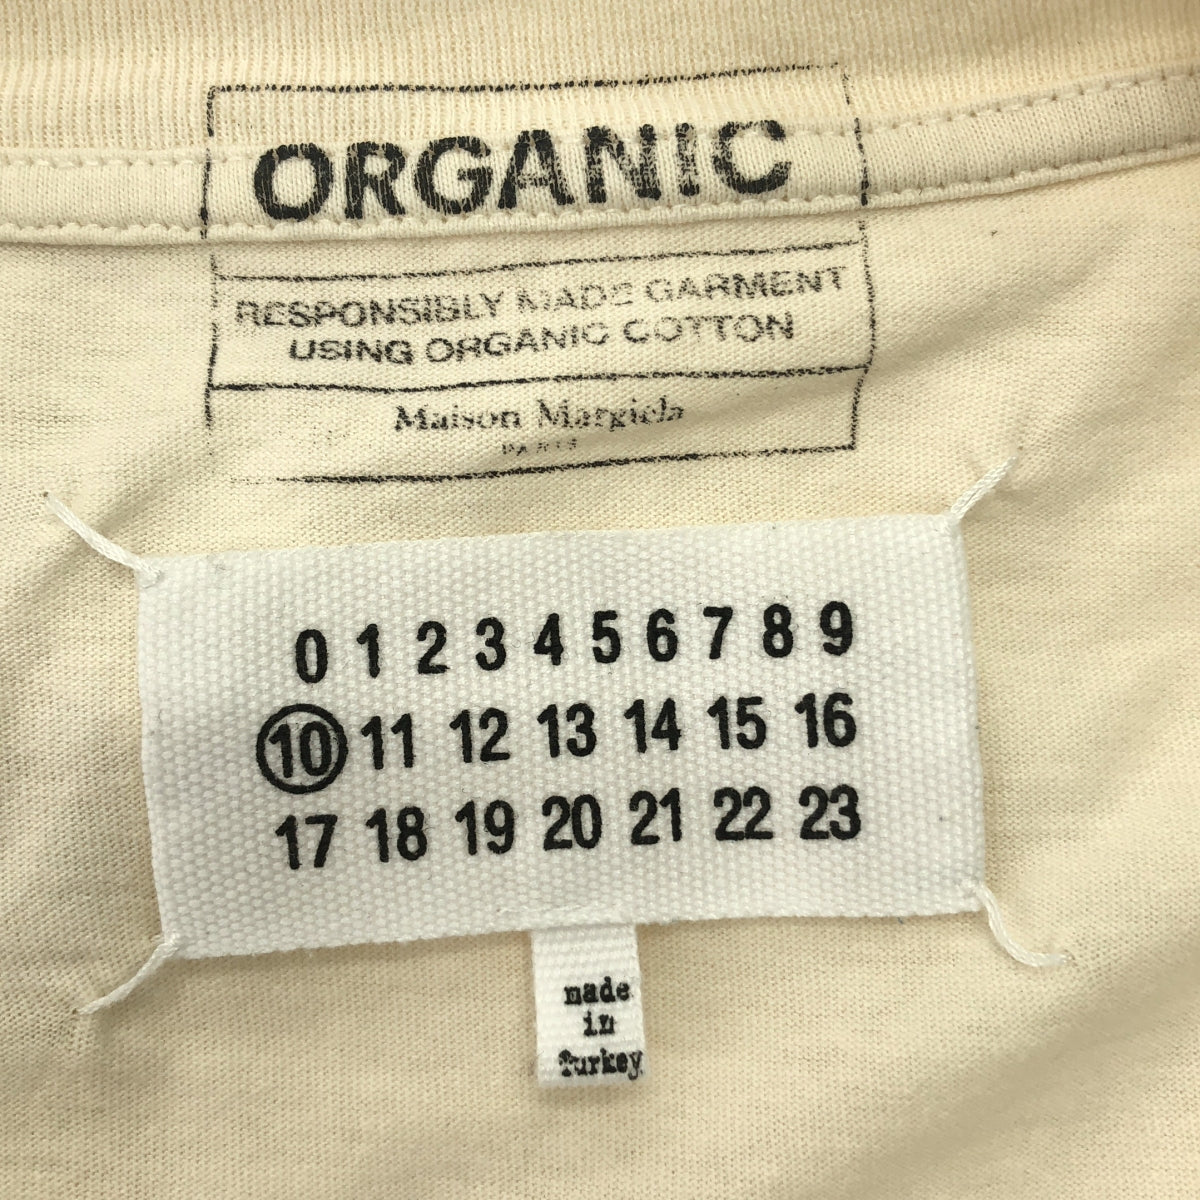 ORGANIC
RESPONSIBLY MADE GARMENT
USING ORGANIC COTTON
Maison Margiela
PARIS
0 1 2 3 4 5 6 7 8 9
10 11 12 13 14 15 16
17 18 19 20 21 22 23
made
in
Turkey